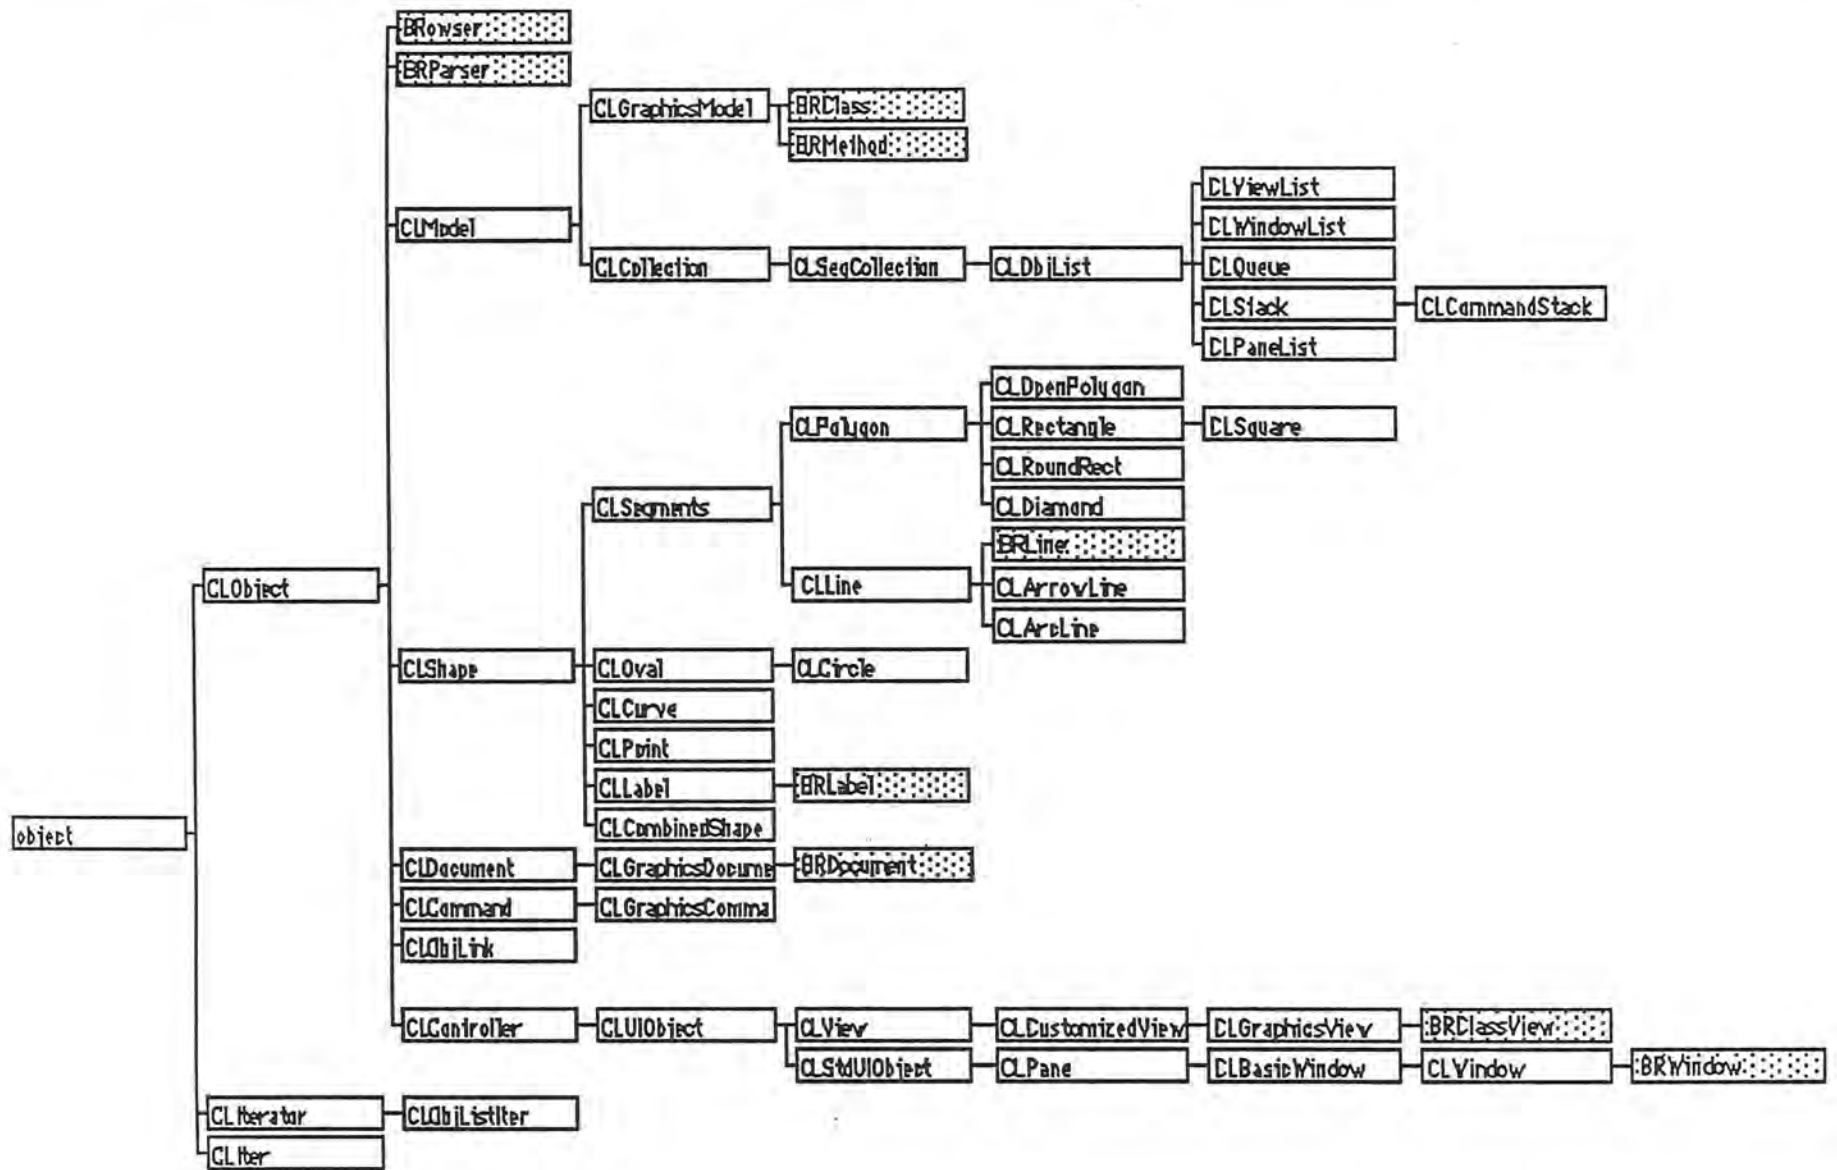 BRowser
BRParser
CLGraphicsModel
BRClass
BRMethod
CLViewList
CLModel
CLWindowList
CLCollection
CLSeqCollection
CLObjList
CLQueue
CLStack
CLCommandStack
CLPaneList
CLOpenPolygon
CLPolygon
CLRectangle
CLSquare
CLRoundRect
CLSegments
CLDiamond
BRLine
CLObject
CLLine
CLArrowLine
CLArcLine
CLShape
CLOval
CLCircle
CLCurve
CLPoint
CLLabel
BRLabel
object
CLCombinedShape
CLDocument
CLGraphicsDocume
BRDocument
CLCommand
CLGraphicsComma
CLObjLink
CLController
CLUIObject
CLView
CLCustomizedView
CLGraphicsView
BRClassView
CLStdUIObject
CLPane
CLBasicWindow
CLWindow
BRWindow
CLIterator
CLObjListIter
CLIter